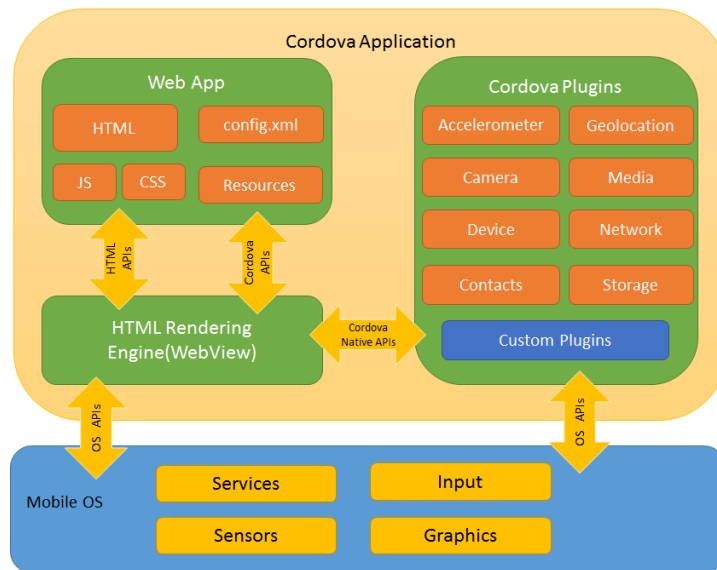 Cordova Application
Web App
HTML
config.xml
JS
CSS
Resources
HTML
APIs
Cordova
APIs
HTML Rendering
Engine(WebView)
Cordova
Native APIs
Cordova Plugins
Accelerometer
Geolocation
Camera
Media
Device
Network
Contacts
Storage
Custom Plugins
OS APIs
OS APIs
Mobile OS
Services
Input
Sensors
Graphics